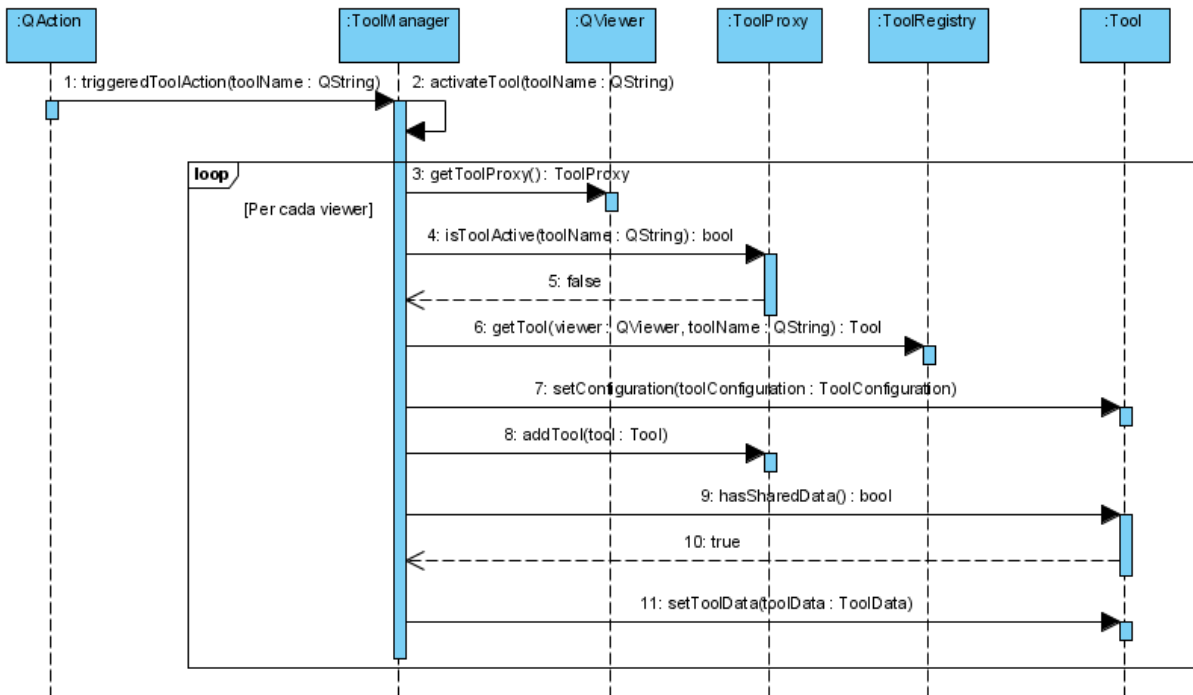 :QAction
:ToolManager
:QViewer
:ToolProxy
:ToolRegistry
:Tool
1: triggeredToolAction(toolName : QString)
2: activateTool(toolName : QString)
loop
3: getToolProxy() : ToolProxy
[Per cada viewer]
4: isToolActive(toolName : QString) : bool
5: false
6: getTool(viewer : QViewer, toolName : QString) : Tool
7: setConfiguration(toolConfiguration : ToolConfiguration)
8: addTool(tool : Tool)
9: hasSharedData() : bool
10: true
11: setToolData(toolData : ToolData)